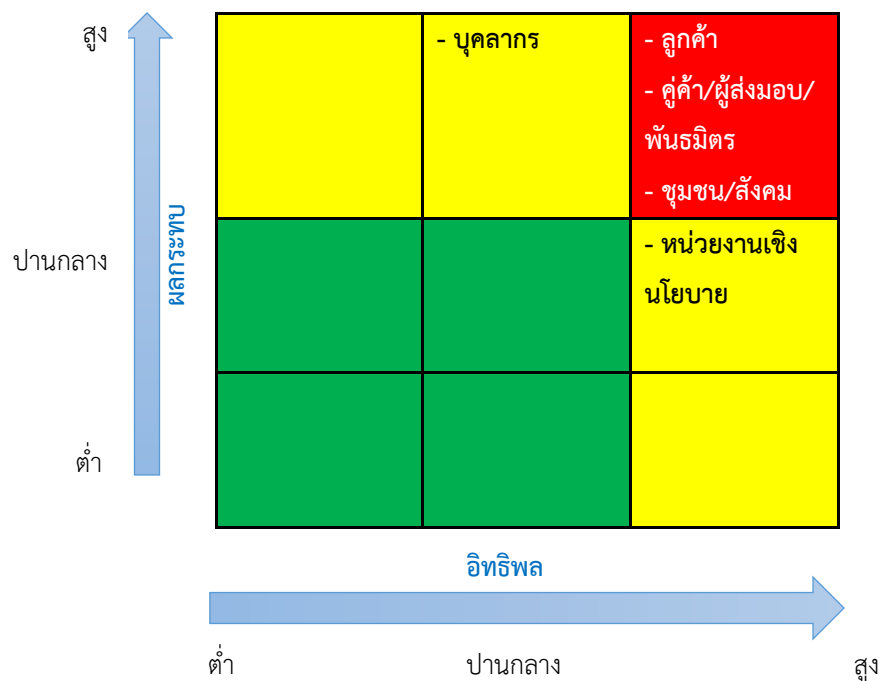 สูง
- บุคลากร
- ลูกค้า
- คู่ค้า/ผู้ส่งมอบ/
พันธมิตร
- ชุมชน/สังคม
ปานกลาง
ผลกระทบ
- หน่วยงานเชิง
นโยบาย
ต่ำ
อิทธิพล
ต่ำ
ปานกลาง
สูง